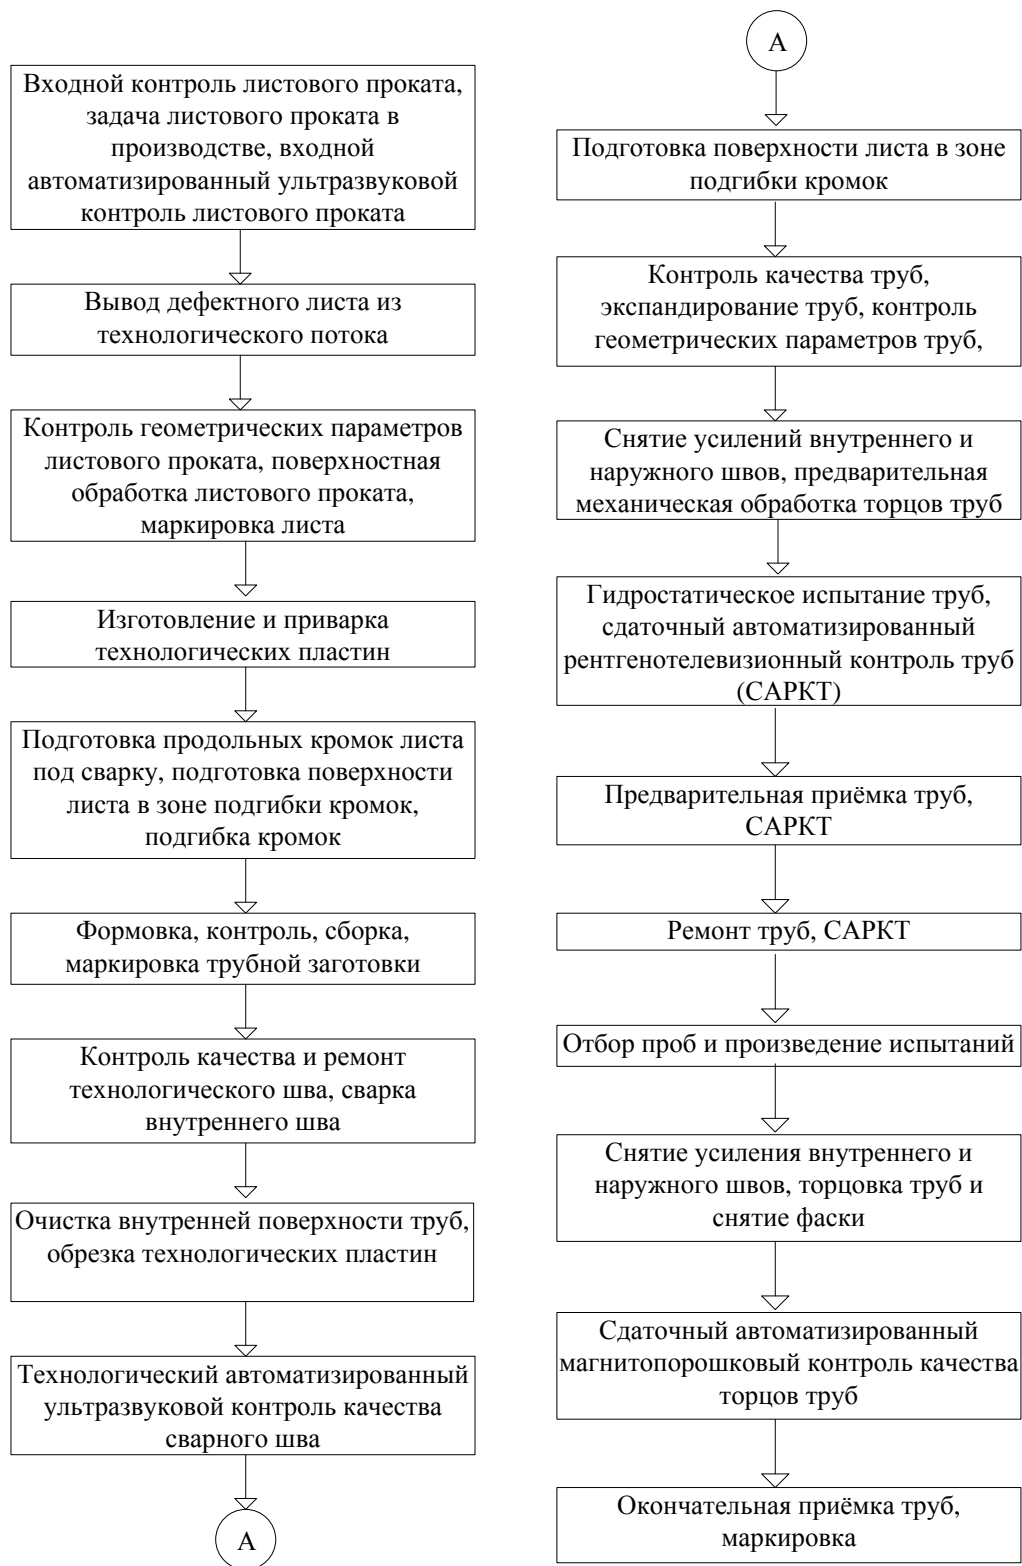 Входной контроль листового проката,
задача листового проката в
производстве, входной
автоматизированный ультразвуковой
контроль листового проката
Вывод дефектного листа из
технологического потока
Контроль геометрических параметров
листового проката, поверхностная
обработка листового проката,
маркировка листа
Изготовление и приварка
технологических пластин
Подготовка продольных кромок листа
под сварку, подготовка поверхности
листа в зоне подгибки кромок,
подгибка кромок
Формовка, контроль, сборка,
маркировка трубной заготовки
Контроль качества и ремонт
технологического шва, сварка
внутреннего шва
Очистка внутренней поверхности труб,
обрезка технологических пластин
Технологический автоматизированный
ультразвуковой контроль качества
сварного шва
А
А
Подготовка поверхности листа в зоне
подгибки кромок
Контроль качества труб,
экспандирование труб, контроль
геометрических параметров труб,
Снятие усилений внутреннего и
наружного швов, предварительная
механическая обработка торцов труб
Гидростатическое испытание труб,
сдаточный автоматизированный
рентгенотелевизионный контроль труб
(САРКТ)
Предварительная приёмка труб,
САРКТ
Ремонт труб, САРКТ
Отбор проб и произведение испытаний
Снятие усиления внутреннего и
наружного швов, торцовка труб и
снятие фаски
Сдаточный автоматизированный
магнитопорошковый контроль качества
торцов труб
Окончательная приёмка труб,
маркировка